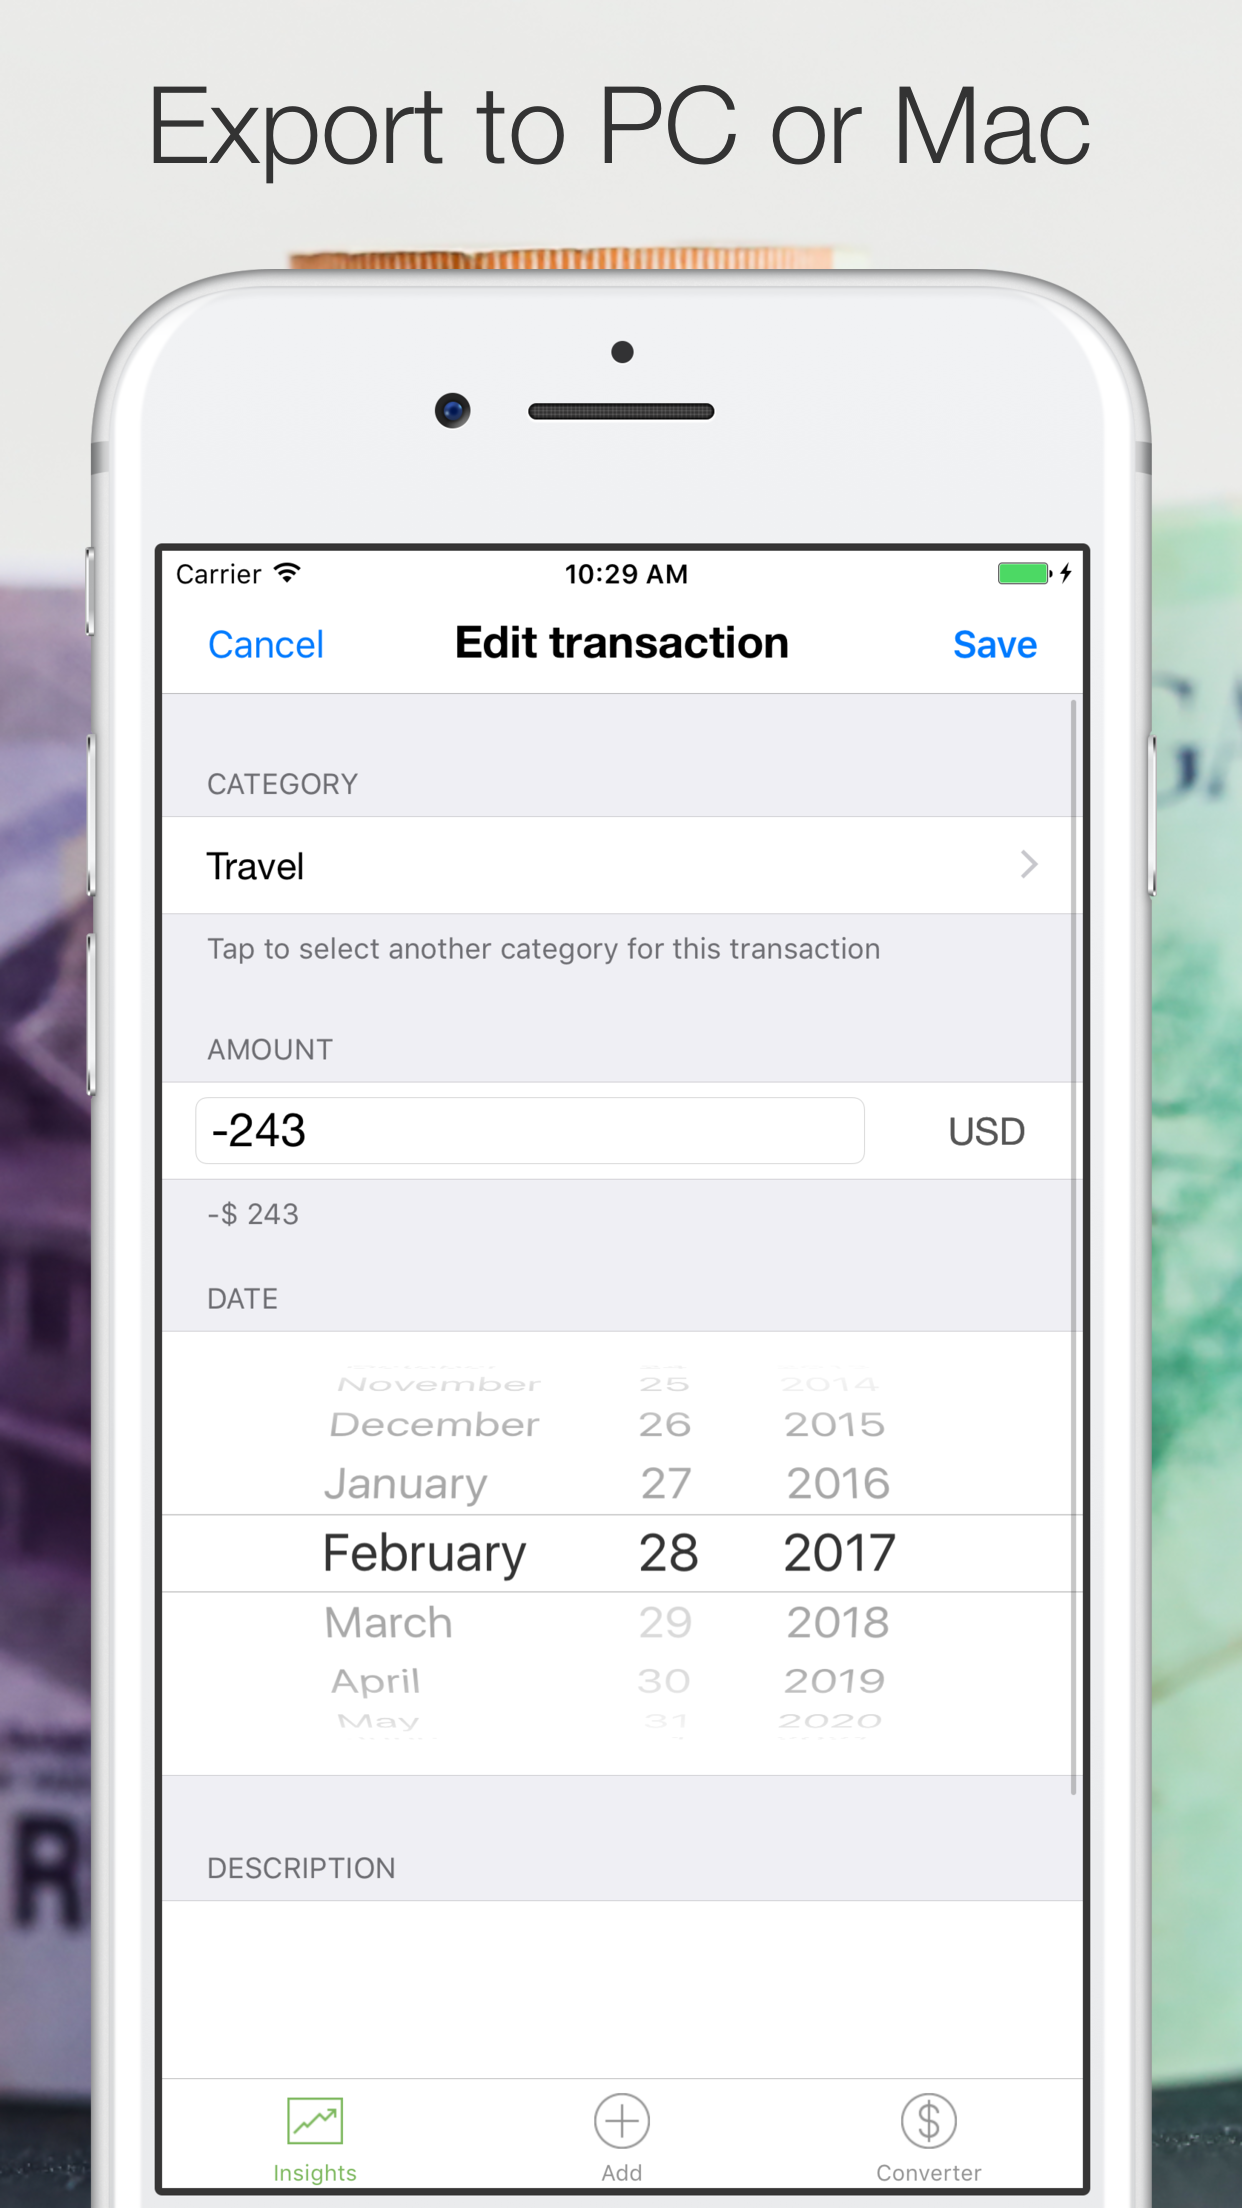 Export to PC or Mac
Carrier 10:29 AM
Cancel Edit transaction Save
CATEGORY
Travel
Tap to select another category for this transaction
AMOUNT
-243 USD
-$ 243
DATE
November 25 2014
December 26 2015
January 27 2016
February 28 2017
March 29 2018
April 30 2019
May 31 2020
DESCRIPTION
R
Insights Add Converter